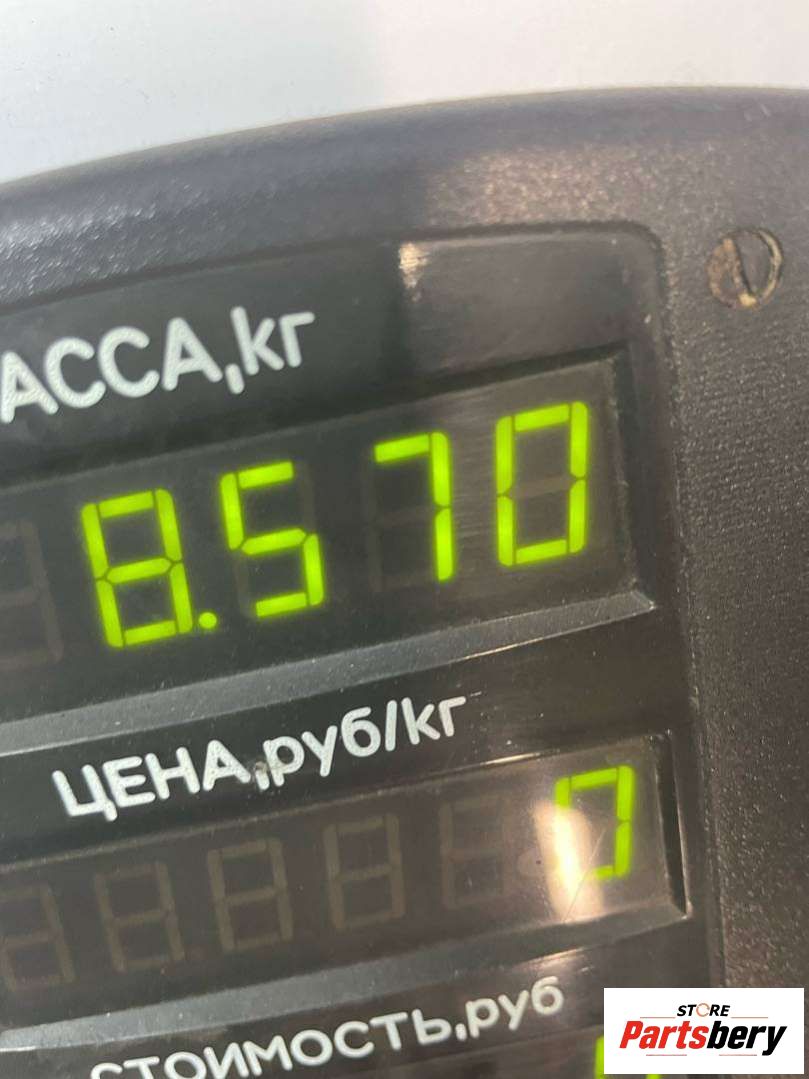 АССА,кг
8.570
ЦЕНА,руб/кг
0
СТОИМОСТЬ,руб
STORE
Partsbery